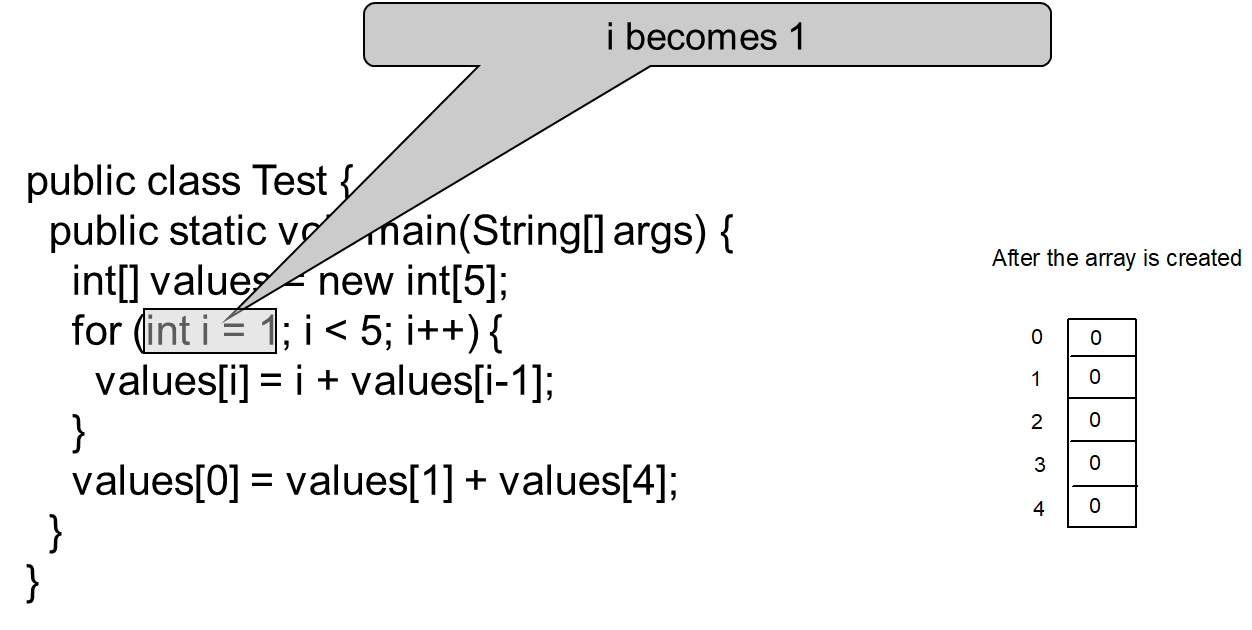 i becomes 1
public class Test {
public static void main(String[] args) {
int[] values = new int[5];
for (int i = 1; i < 5; i++) {
values[i] = i + values[i-1];
}
values[0] = values[1] + values[4];
}
}
After the array is created
0 0
1 0
2 0
3 0
4 0